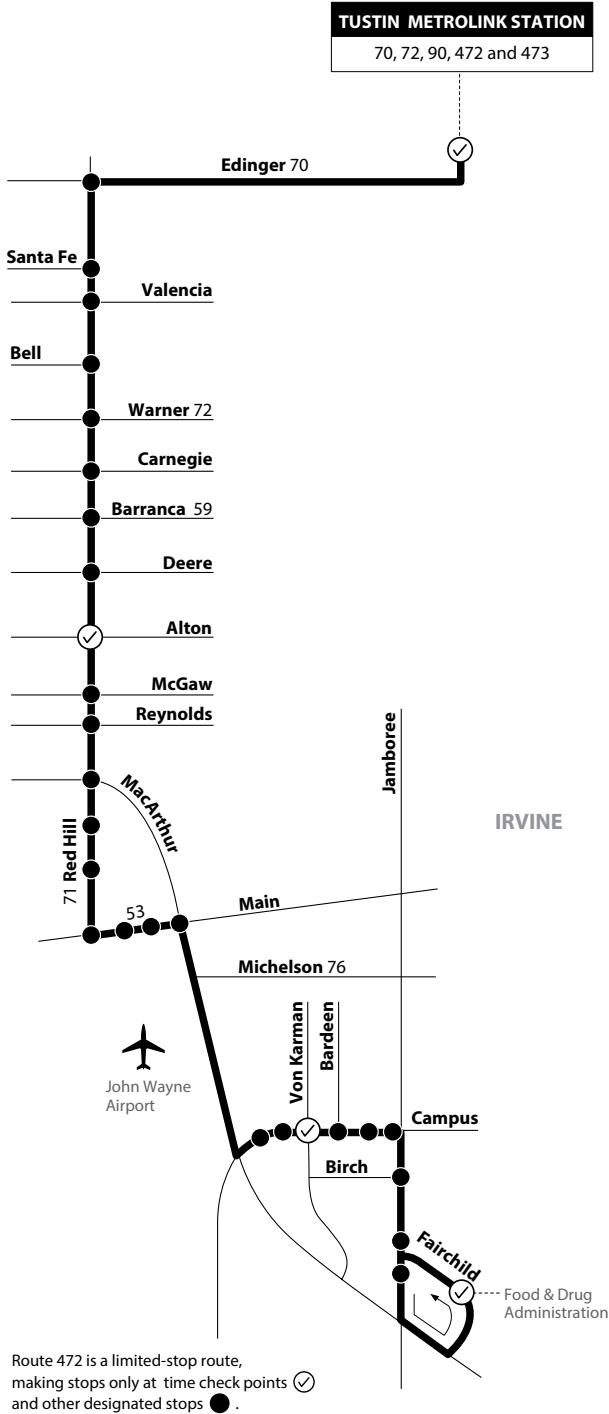 TUSTIN METROLINK STATION
70, 72, 90, 472 and 473
Edinger 70
Santa Fe
Valencia
Bell
Warner 72
Carnegie
Barranca 59
Deere
Alton
McGaw
Reynolds
MacArthur
Jamboree
IRVINE
71 Red Hill
53
Main
Michelson 76
Von Karman
Bardeen
John Wayne
Airport
Campus
Birch
Fairchild
Food & Drug
Administration
Route 472 is a limited-stop route,
making stops only at time check points
and other designated stops .